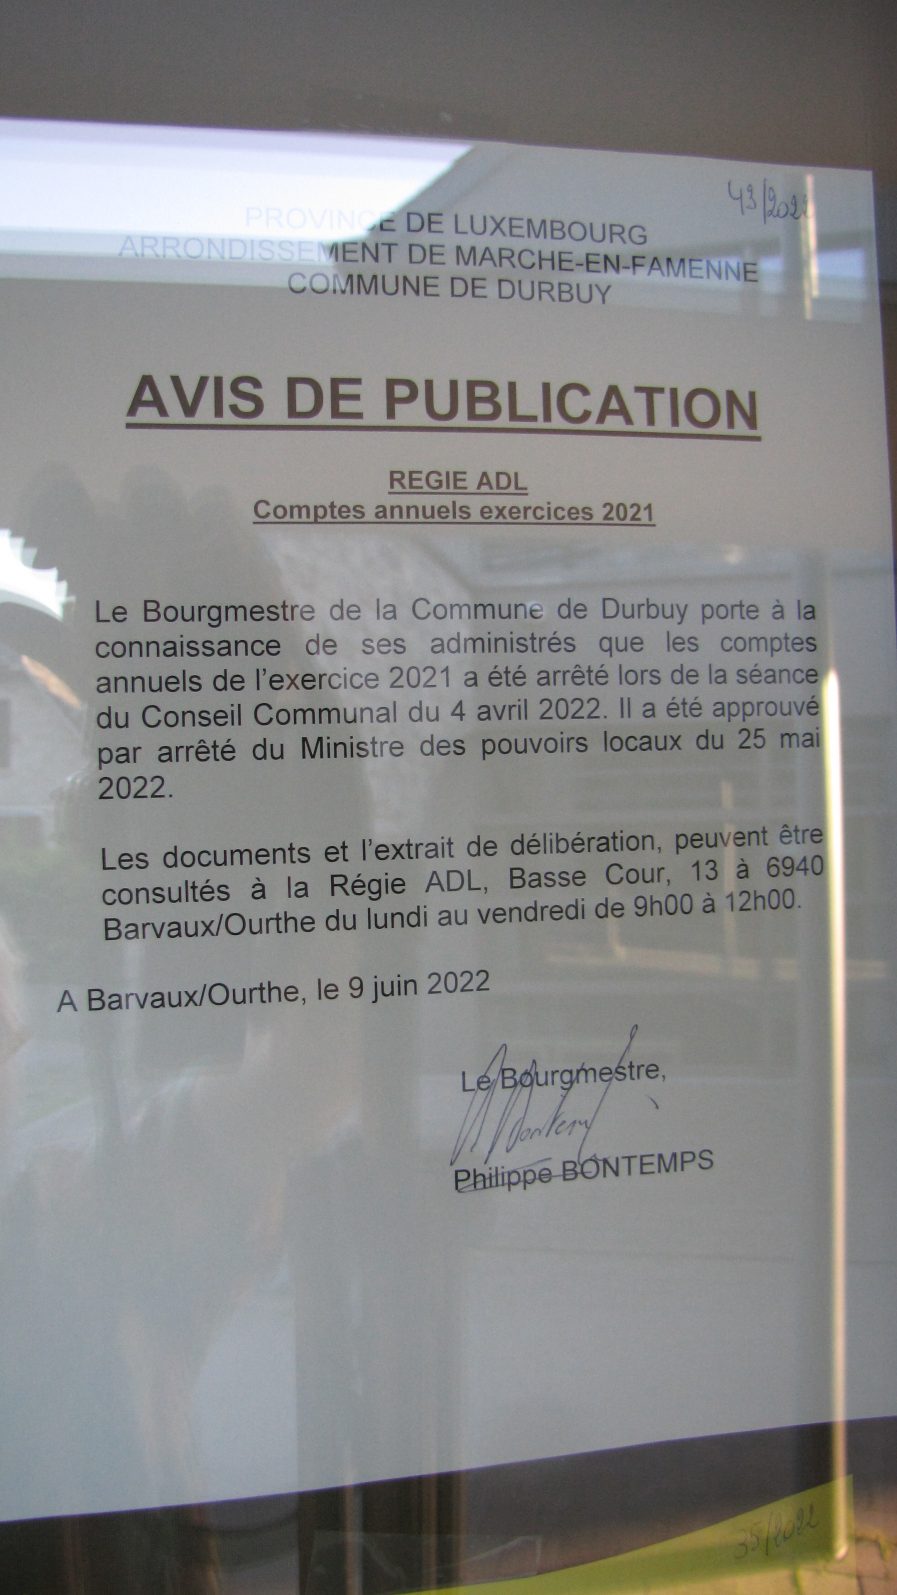 43/2022
PROVINCE DE LUXEMBOURG
ARRONDISSEMENT DE MARCHE-EN-FAMENNE
COMMUNE DE DURBUY
AVIS DE PUBLICATION
REGIE ADL
Comptes annuels exercices 2021
Le Bourgmestre de la Commune de Durbuy porte à la
connaissance de ses administrés que les comptes
annuels de l'exercice 2021 a été arrêté lors de la séance
du Conseil Communal du 4 avril 2022. Il a été approuvé
par arrêté du Ministre des pouvoirs locaux du 25 mai
2022.
Les documents et l'extrait de délibération, peuvent être
consultés à la Régie ADL, Basse Cour, 13 à 6940
Barvaux/Ourthe du lundi au vendredi de 9h00 à 12h00.
A Barvaux/Ourthe, le 9 juin 2022
Le Bourgmestre,
Philippe BONTEMPS
35/2022